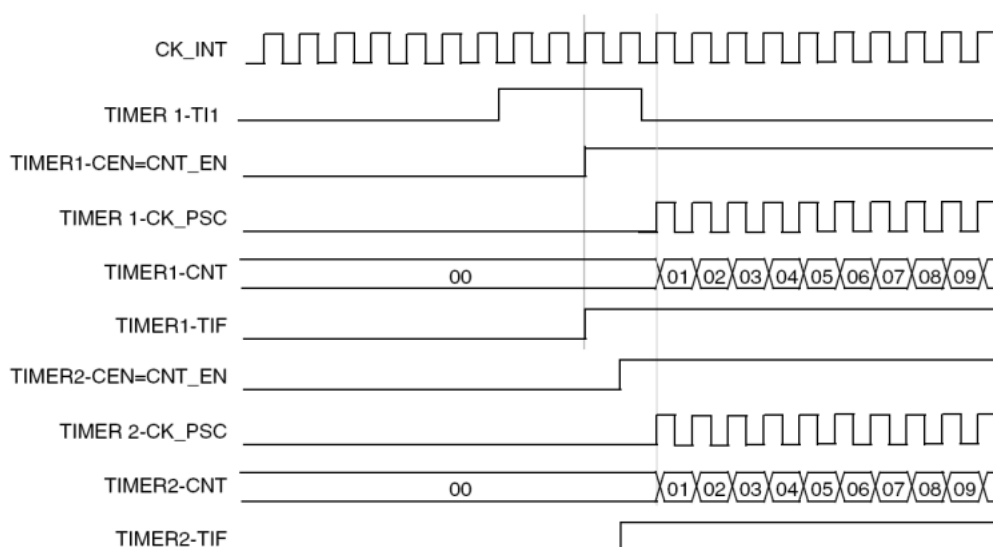 CK_INT
TIMER 1-TI1
TIMER1-CEN=CNT_EN
TIMER 1-CK_PSC
TIMER1-CNT 00 01 02 03 04 05 06 07 08 09
TIMER1-TIF
TIMER2-CEN=CNT_EN
TIMER 2-CK_PSC
TIMER2-CNT 00 01 02 03 04 05 06 07 08 09
TIMER2-TIF